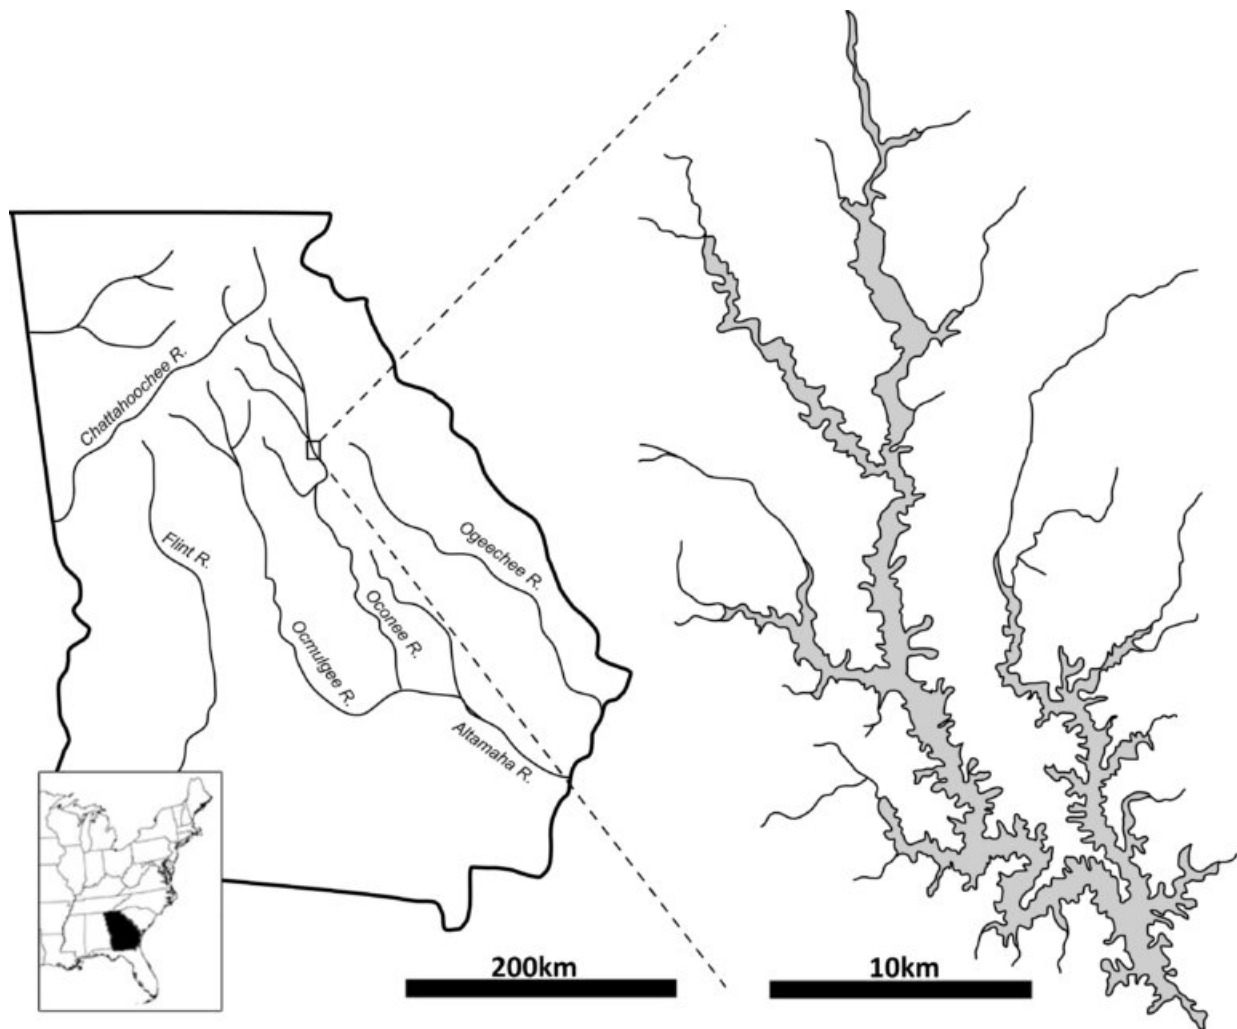 Chattahoochee R.
Flint R.
Ocmulgee R.
Oconee R.
Ogeechee R.
Altamaha R.
200km
10km